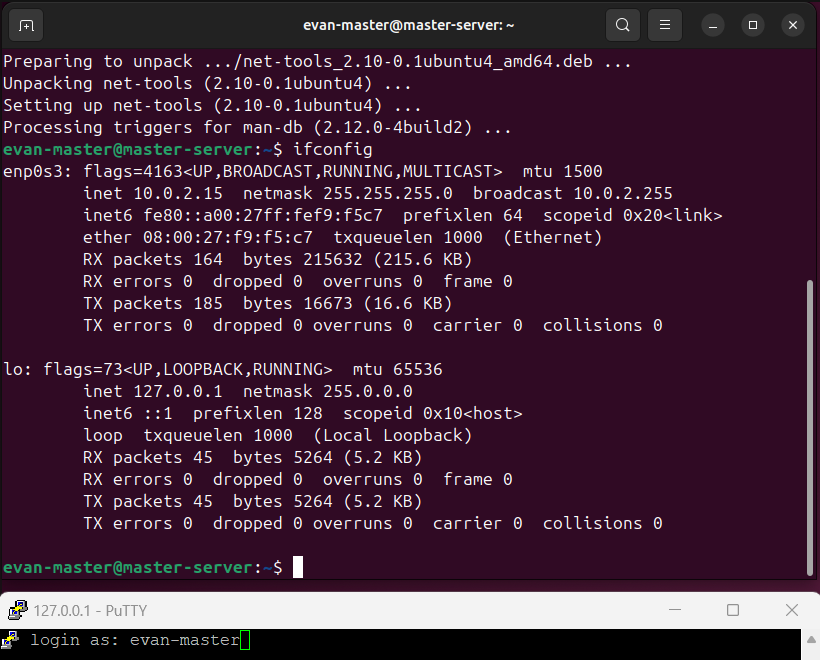 evan-master@master-server: ~
Preparing to unpack .../net-tools_2.10-0.1ubuntu4_amd64.deb ...
Unpacking net-tools (2.10-0.1ubuntu4) ...
Setting up net-tools (2.10-0.1ubuntu4) ...
Processing triggers for man-db (2.12.0-4build2) ...
evan-master@master-server:~$ ifconfig
enp0s3: flags=4163<UP,BROADCAST,RUNNING,MULTICAST>  mtu 1500
        inet 10.0.2.15  netmask 255.255.255.0  broadcast 10.0.2.255
        inet6 fe80::a00:27ff:fef9:f5c7  prefixlen 64  scopeid 0x20<link>
        ether 08:00:27:f9:f5:c7  txqueuelen 1000  (Ethernet)
        RX packets 164  bytes 215632 (215.6 KB)
        RX errors 0  dropped 0  overruns 0  frame 0
        TX packets 185  bytes 16673 (16.6 KB)
        TX errors 0  dropped 0 overruns 0  carrier 0  collisions 0
lo: flags=73<UP,LOOPBACK,RUNNING>  mtu 65536
        inet 127.0.0.1  netmask 255.0.0.0
        inet6 ::1  prefixlen 128  scopeid 0x10<host>
        loop  txqueuelen 1000  (Local Loopback)
        RX packets 45  bytes 5264 (5.2 KB)
        RX errors 0  dropped 0  overruns 0  frame 0
        TX packets 45  bytes 5264 (5.2 KB)
        TX errors 0  dropped 0 overruns 0  carrier 0  collisions 0
evan-master@master-server:~$
127.0.0.1 - PuTTY
login as: evan-master